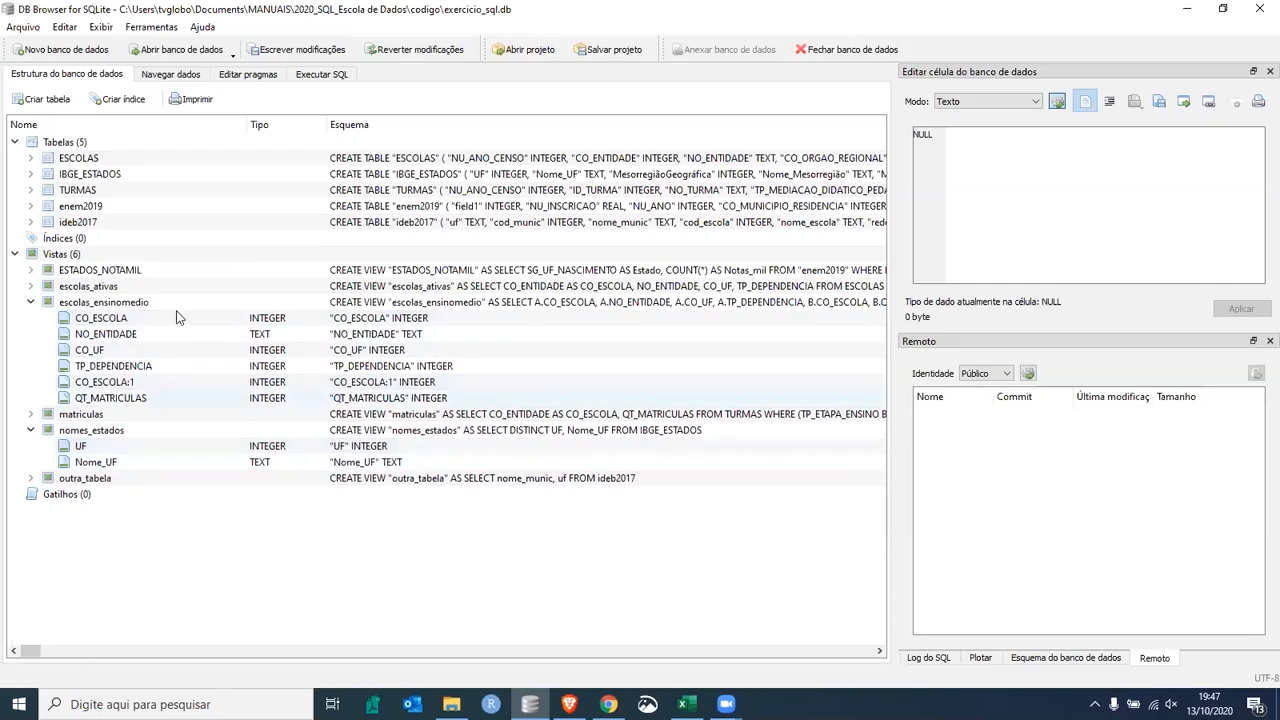 DB Browser for SQLite - C:\Users\tvglobo\Documents\MANUAIS\2020_SQL_Escola de Dados\codigo\exercicio_sql.db
Arquivo Editar Exibir Ferramentas Ajuda
Novo banco de dados Abrir banco de dados Escrever modificações Reverter modificações Abrir projeto Salvar projeto Anexar banco de dados Fechar banco de dados
Estrutura do banco de dados Navegar dados Editar pragmas Executar SQL
Criar tabela Criar índice Imprimir
Nome Tipo Esquema
Tabelas (5)
ESCOLAS CREATE TABLE "ESCOLAS" ( "NU_ANO_CENSO" INTEGER, "CO_ENTIDADE" INTEGER, "NO_ENTIDADE" TEXT, "CO_ORGAO_REGIONAL"
IBGE_ESTADOS CREATE TABLE "IBGE_ESTADOS" ( "UF" INTEGER, "Nome_UF" TEXT, "MesorregiãoGeográfica" INTEGER, "Nome_Mesorregião" TEXT, "M
TURMAS CREATE TABLE "TURMAS" ( "NU_ANO_CENSO" INTEGER, "ID_TURMA" INTEGER, "NO_TURMA" TEXT, "TP_MEDIACAO_DIDATICO_PEDA
enem2019 CREATE TABLE "enem2019" ( "field1" INTEGER, "NU_INSCRICAO" REAL, "NU_ANO" INTEGER, "CO_MUNICIPIO_RESIDENCIA" INTEGER,
ideb2017 CREATE TABLE "ideb2017" ( "uf" TEXT, "cod_munic" INTEGER, "nome_munic" TEXT, "cod_escola" INTEGER, "nome_escola" TEXT, "rede
Índices (0)
Vistas (6)
ESTADOS_NOTAMIL CREATE VIEW "ESTADOS_NOTAMIL" AS SELECT SG_UF_NASCIMENTO AS Estado, COUNT(*) AS Notas_mil FROM "enem2019" WHERE
escolas_ativas CREATE VIEW "escolas_ativas" AS SELECT CO_ENTIDADE AS CO_ESCOLA, NO_ENTIDADE, CO_UF, TP_DEPENDENCIA FROM ESCOLAS
escolas_ensinomedio CREATE VIEW "escolas_ensinomedio" AS SELECT A.CO_ESCOLA, A.NO_ENTIDADE, A.CO_UF, A.TP_DEPENDENCIA, B.CO_ESCOLA, B.Q
CO_ESCOLA INTEGER "CO_ESCOLA" INTEGER
NO_ENTIDADE TEXT "NO_ENTIDADE" TEXT
CO_UF INTEGER "CO_UF" INTEGER
TP_DEPENDENCIA INTEGER "TP_DEPENDENCIA" INTEGER
CO_ESCOLA:1 INTEGER "CO_ESCOLA:1" INTEGER
QT_MATRICULAS INTEGER "QT_MATRICULAS" INTEGER
matriculas CREATE VIEW "matriculas" AS SELECT CO_ENTIDADE AS CO_ESCOLA, QT_MATRICULAS FROM TURMAS WHERE (TP_ETAPA_ENSINO B
nomes_estados CREATE VIEW "nomes_estados" AS SELECT DISTINCT UF, Nome_UF FROM IBGE_ESTADOS
UF INTEGER "UF" INTEGER
Nome_UF TEXT "Nome_UF" TEXT
outra_tabela CREATE VIEW "outra_tabela" AS SELECT nome_munic, uf FROM ideb2017
Gatilhos (0)
Editar célula do banco de dados
Modo: Texto
NULL
Tipo de dado atualmente na célula: NULL
0 byte
Aplicar
Remoto
Identidade Público
Nome Commit Última modificaç Tamanho
Log do SQL Plotar Esquema do banco de dados Remoto
UTF-8
Digite aqui para pesquisar
19:47
13/10/2020
13